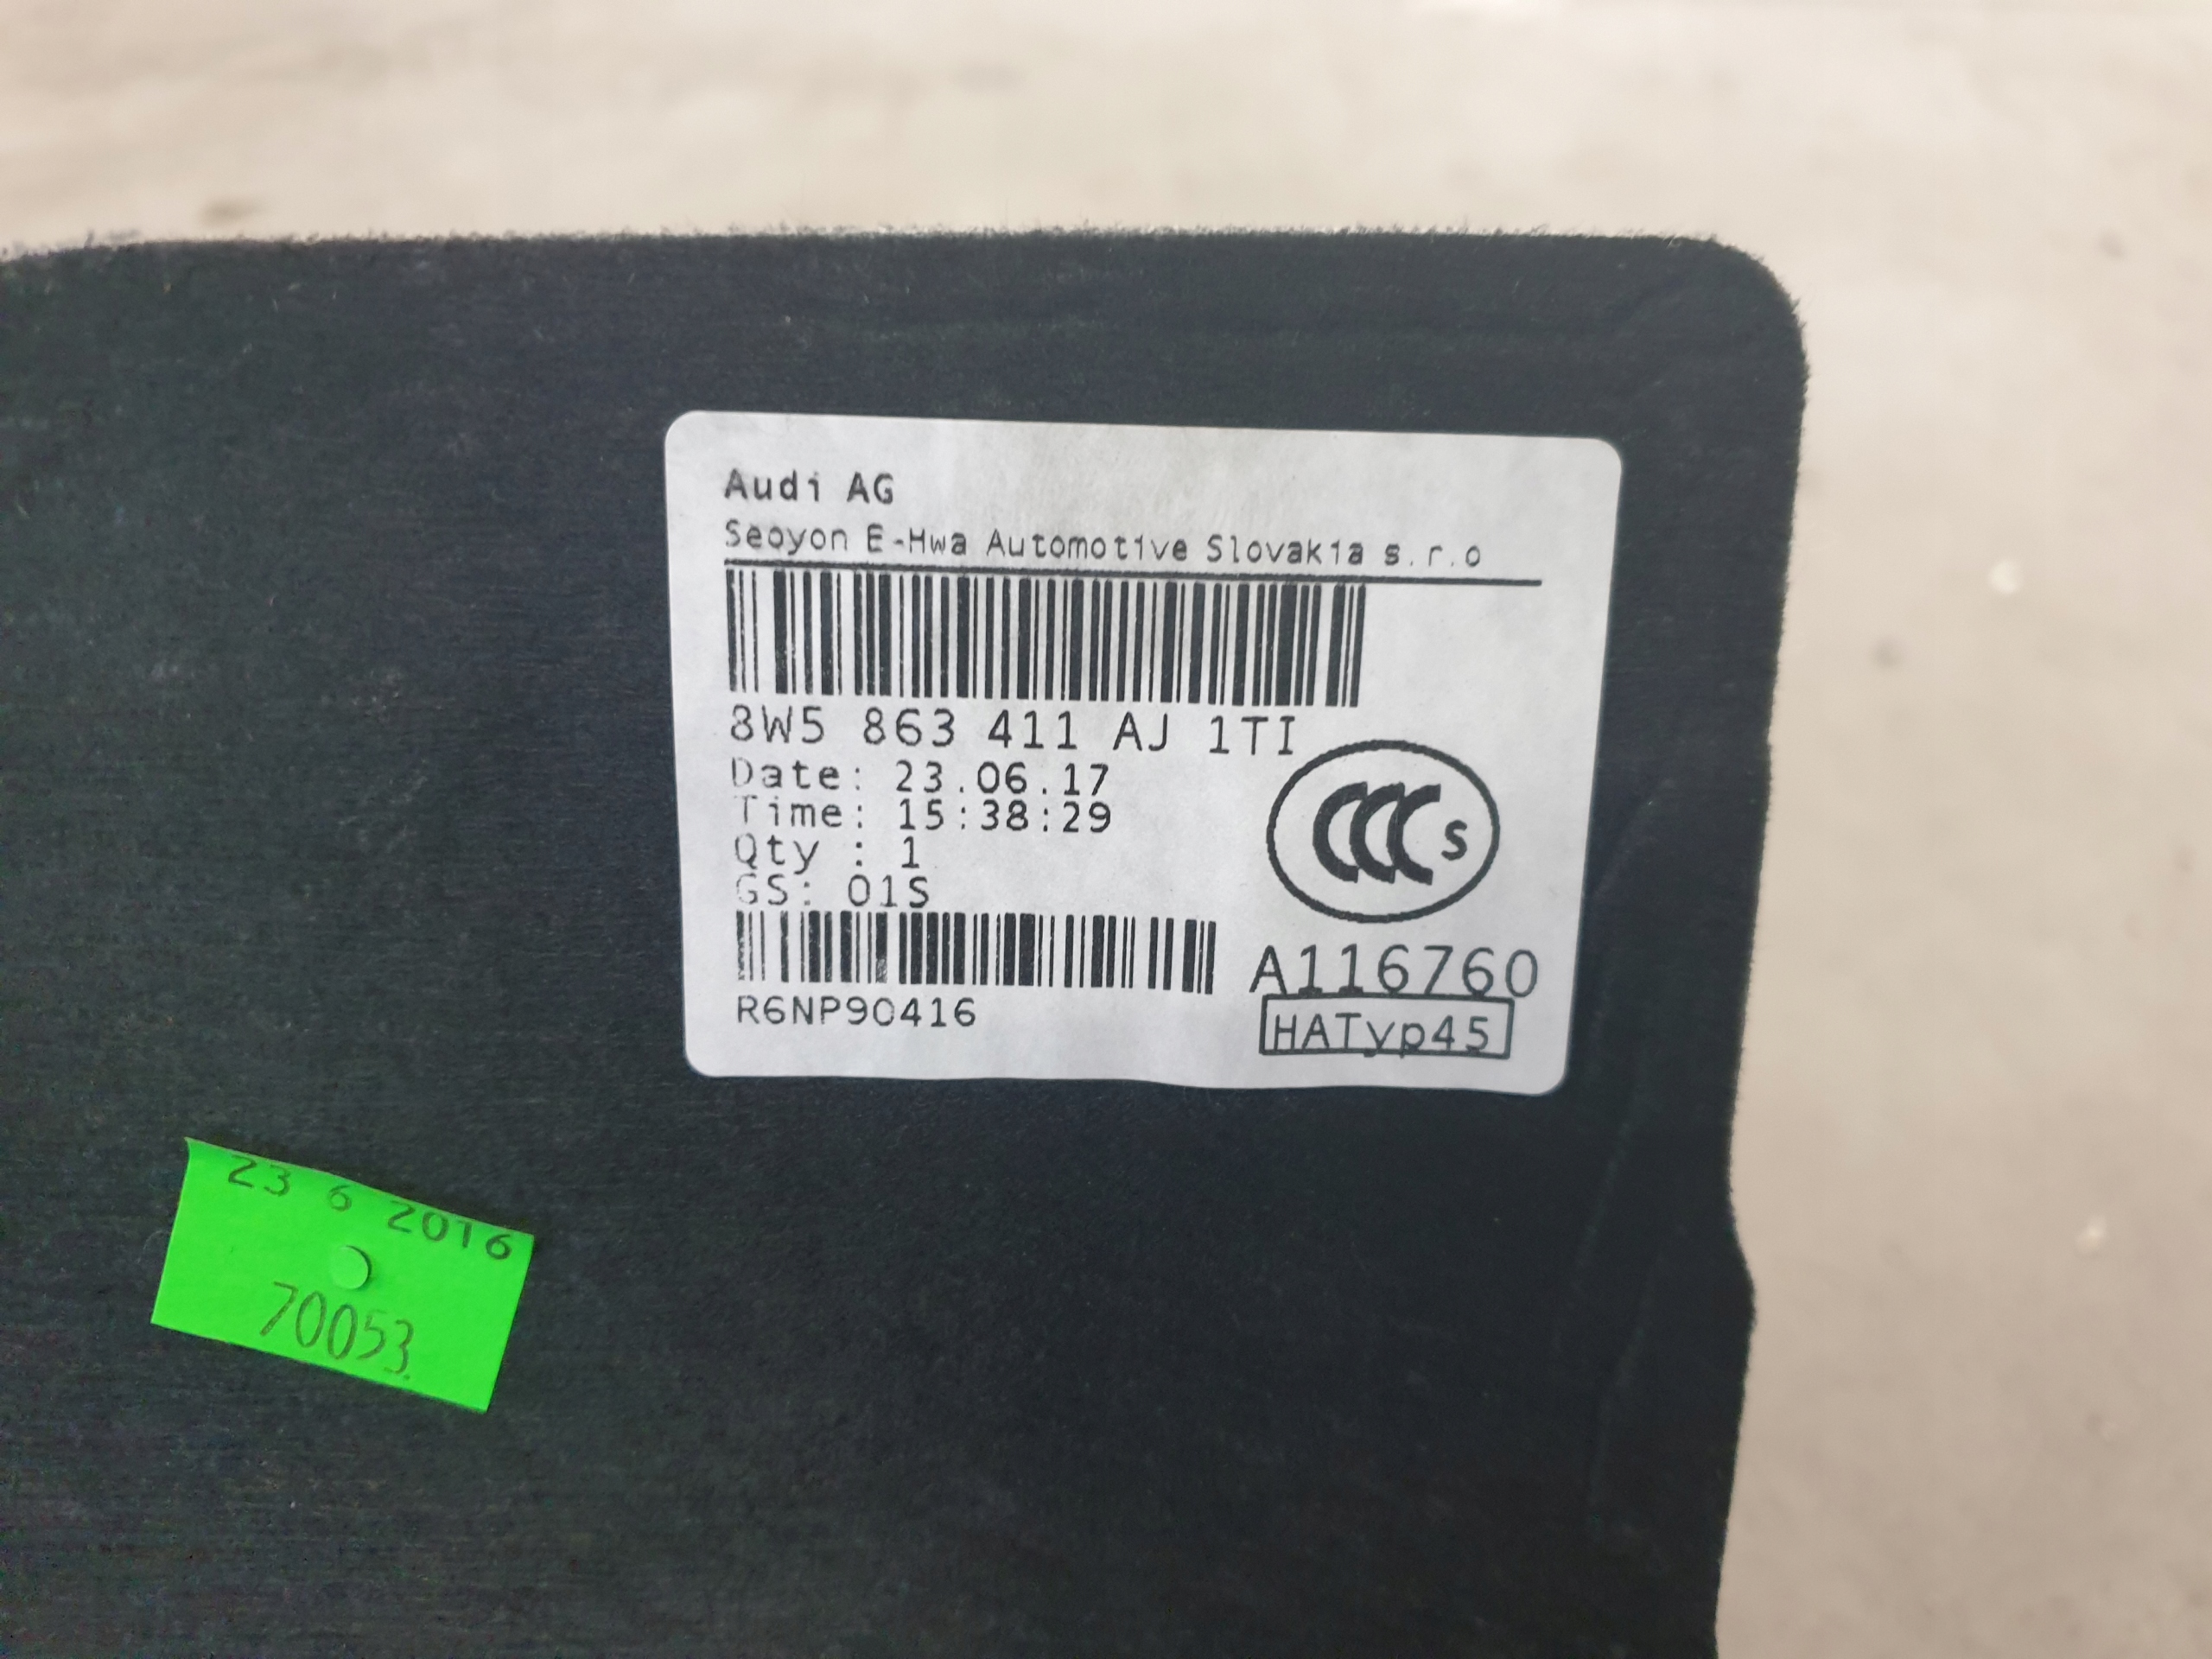 Audi AG
Seoyon E-Hwa Automotive Slovakia s.r.o
8W5 863 411 AJ 1TI
Date: 23.06.17
Time: 15:38:29
Qty : 1
GS: 01S
CCC S
R6NP90416
A116760
HATyp45
23 6 2016
70053